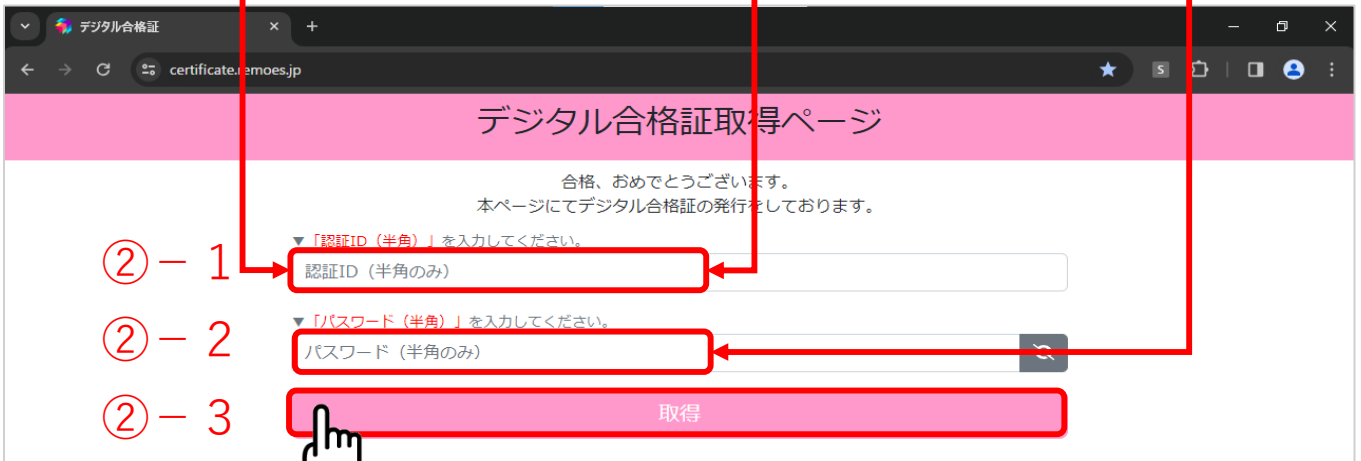 デジタル合格証
certificate.remoes.jp
S
デジタル合格証取得ページ
合格、おめでとうございます。
本ページにてデジタル合格証の発行をしております。
▼「認証ID（半角）」を入力してください。
②－１
認証ID（半角のみ）
▼「パスワード（半角）」を入力してください。
②－２
パスワード（半角のみ）
②－３
取得